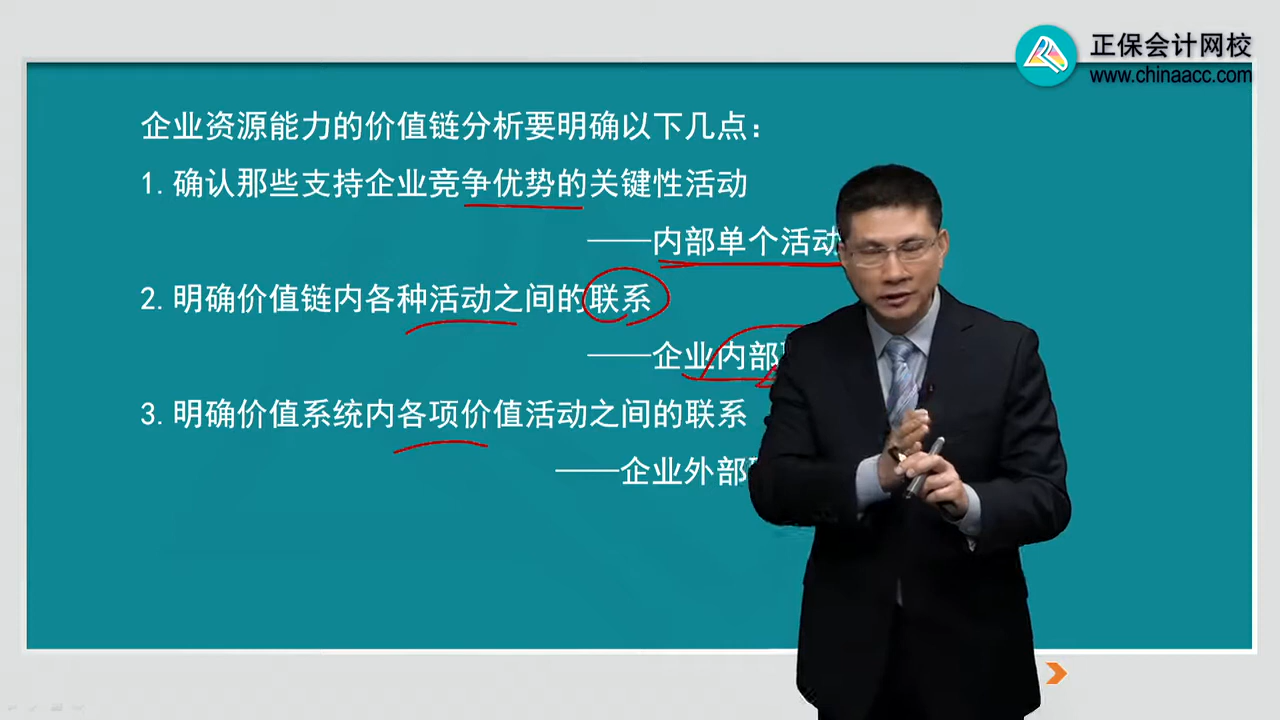 正保会计网校
www.chinaacc.com
企业资源能力的价值链分析要明确以下几点：
1.确认那些支持企业竞争优势的关键性活动
——内部单个活动
2.明确价值链内各种活动之间的联系
——企业内部
3.明确价值系统内各项价值活动之间的联系
——企业外部